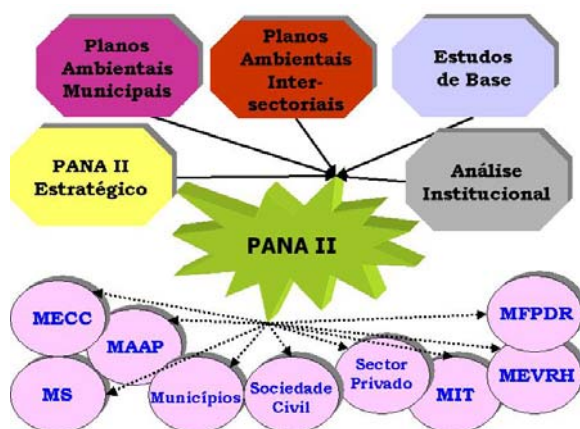 Planos
Ambientais
Municipais
Planos
Ambientais
Inter-
sectoriais
Estudos
de Base
PANA II
Estratégico
Análise
Institucional
PANA II
MECC
MAAP
MS
Municípios
Sociedade
Civil
Sector
Privado
MIT
MFPDR
MEVRH